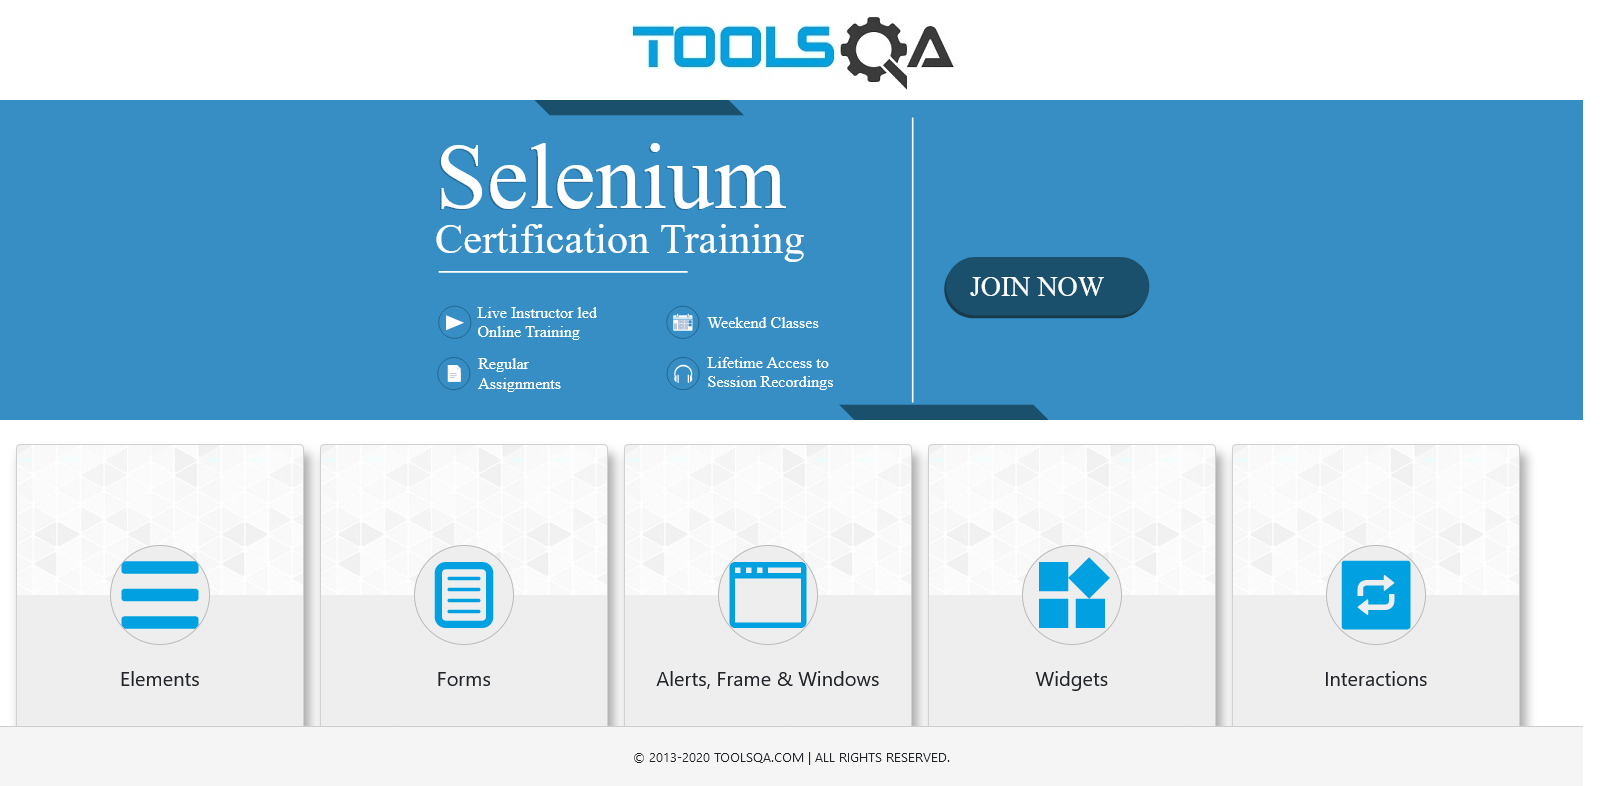 TOOLSQA
Selenium
Certification Training
JOIN NOW
Live Instructor led
Online Training
Weekend Classes
Regular
Assignments
Lifetime Access to
Session Recordings
Elements
Forms
Alerts, Frame & Windows
Widgets
Interactions
© 2013-2020 TOOLSQA.COM | ALL RIGHTS RESERVED.